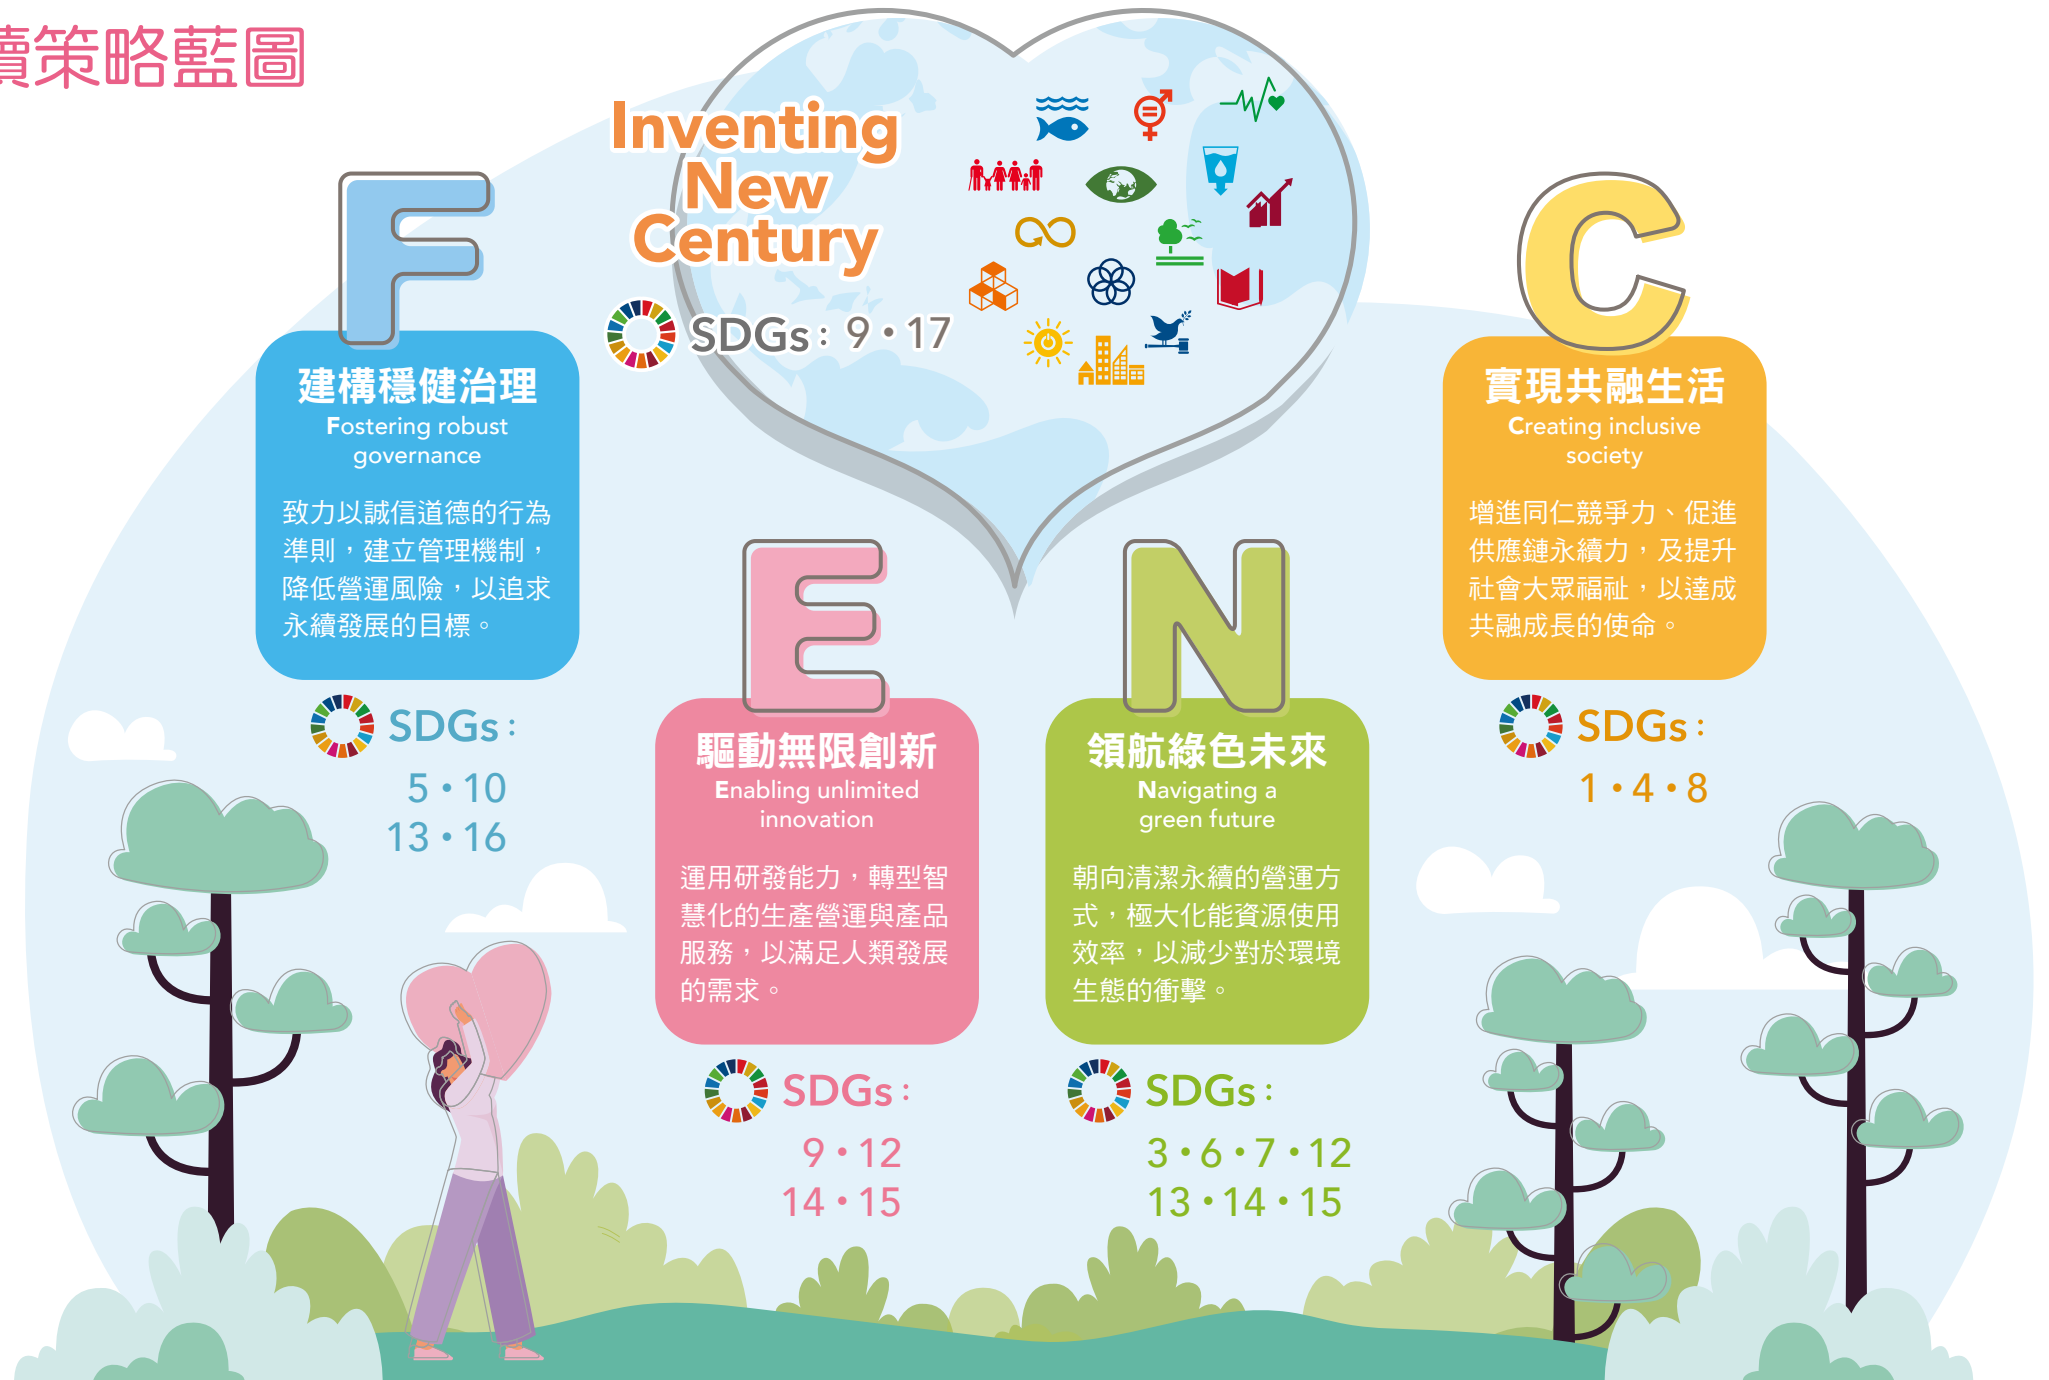 續策略藍圖
Inventing
New
Century
SDGs：9・17
F
建構穩健治理
Fostering robust
governance
致力以誠信道德的行為
準則，建立管理機制，
降低營運風險，以追求
永續發展的目標。
SDGs：
5・10
13・16
E
驅動無限創新
Enabling unlimited
innovation
運用研發能力，轉型智
慧化的生產營運與產品
服務，以滿足人類發展
的需求。
SDGs：
9・12
14・15
N
領航綠色未來
Navigating a
green future
朝向清潔永續的營運方
式，極大化能資源使用
效率，以減少對於環境
生態的衝擊。
SDGs：
3・6・7・12
13・14・15
C
實現共融生活
Creating inclusive
society
增進同仁競爭力、促進
供應鏈永續力，及提升
社會大眾福祉，以達成
共融成長的使命。
SDGs：
1・4・8